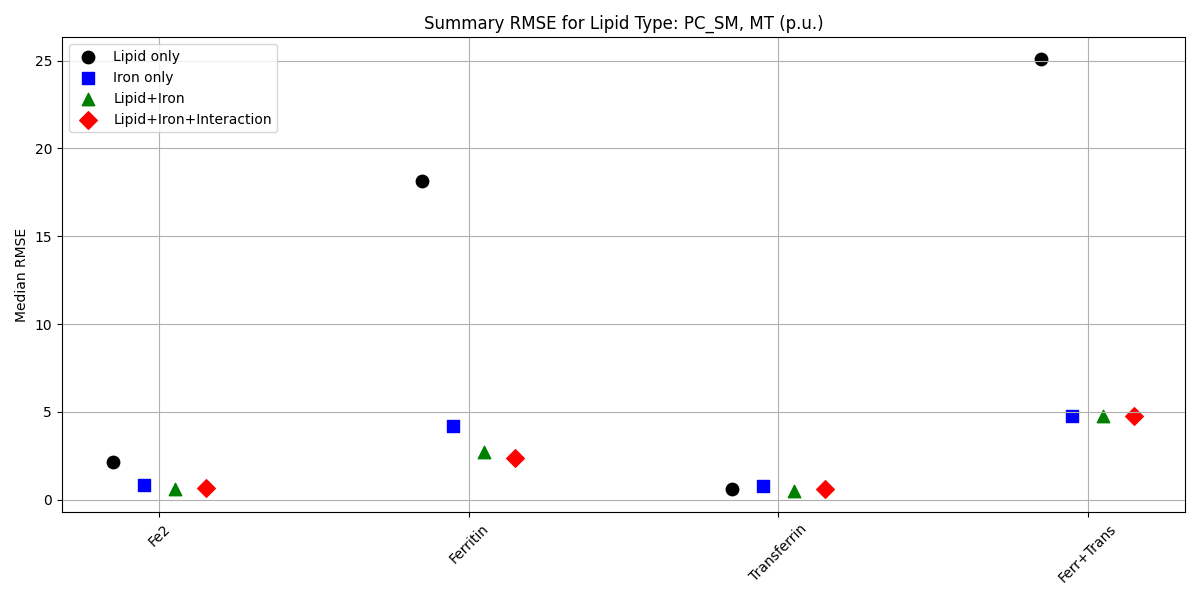 Summary RMSE for Lipid Type: PC_SM, MT (p.u.)
Lipid only
Iron only
Lipid+Iron
Lipid+Iron+Interaction
Median RMSE
25
20
15
10
5
0
Fe2
Ferritin
Transferrin
Ferr+Trans